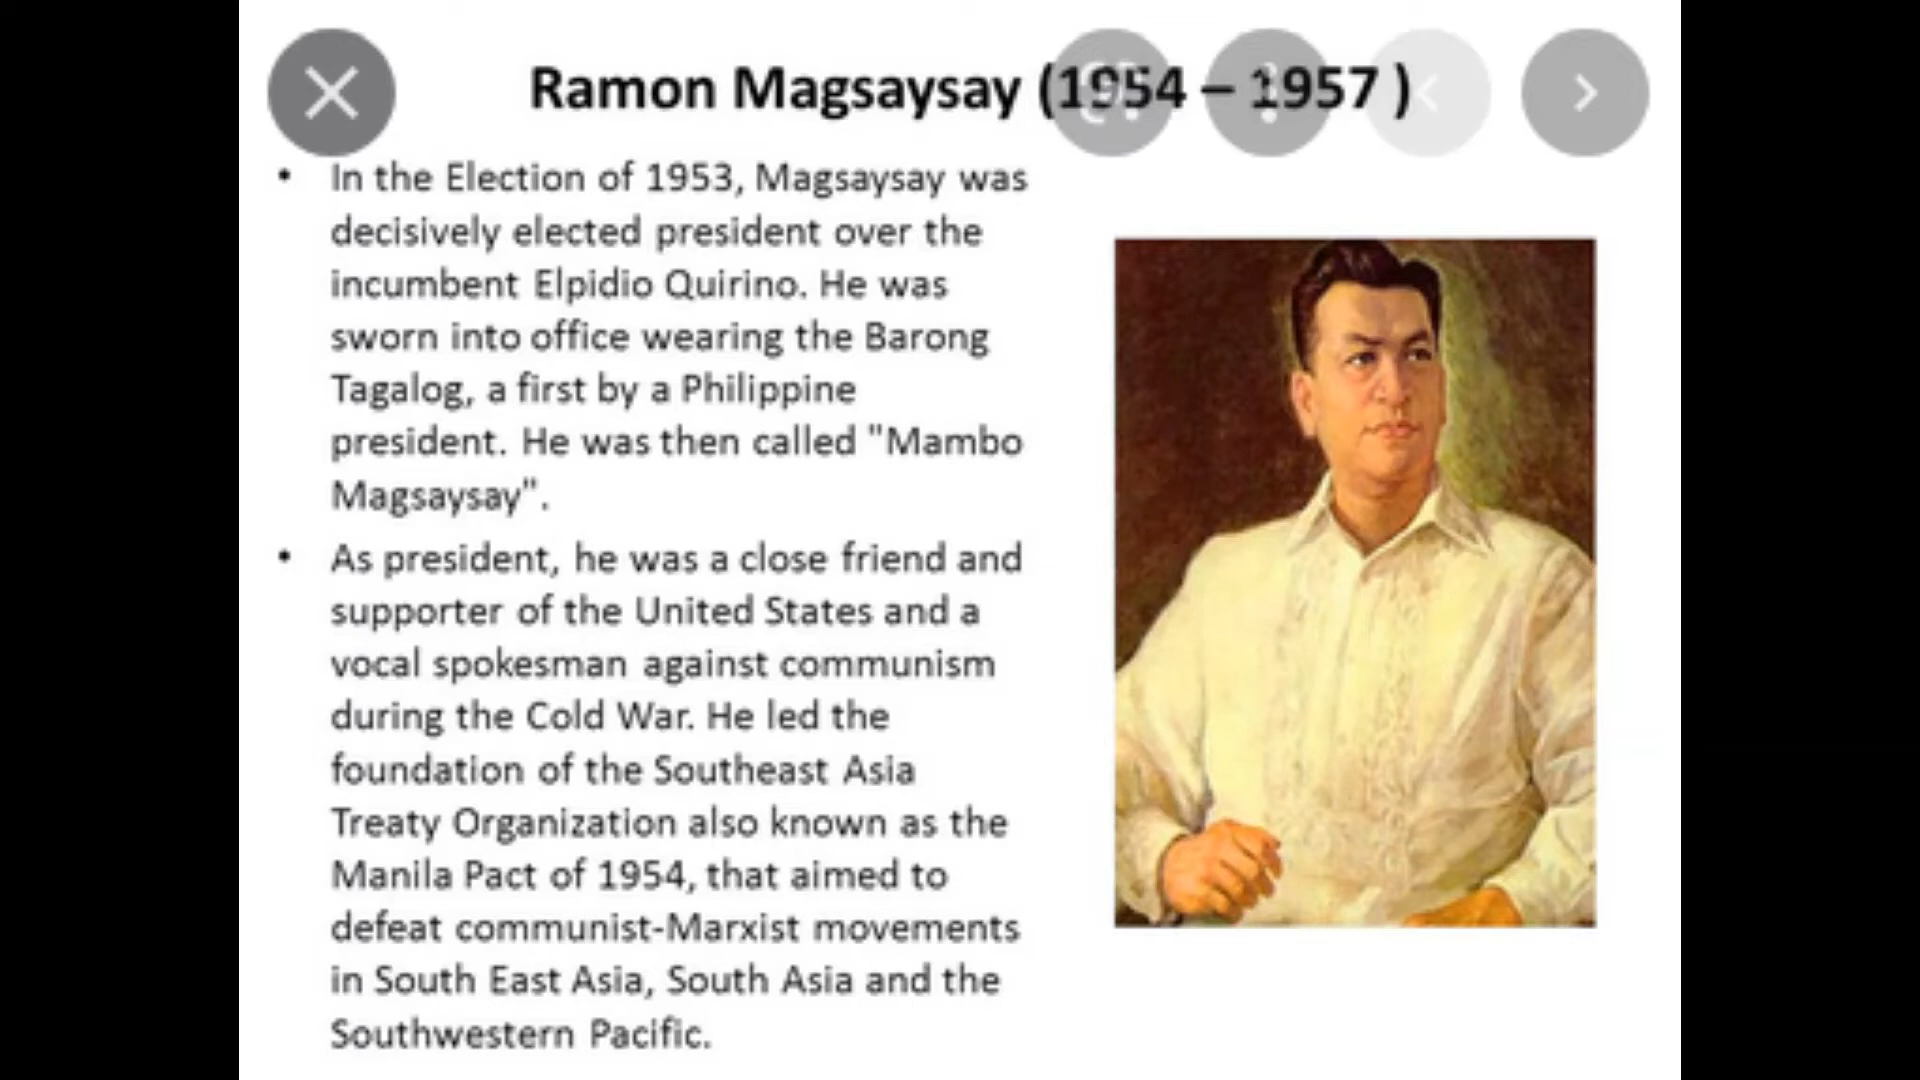 Ramon Magsaysay (1954 – 1957 )
• In the Election of 1953, Magsaysay was
decisively elected president over the
incumbent Elpidio Quirino. He was
sworn into office wearing the Barong
Tagalog, a first by a Philippine
president. He was then called "Mambo
Magsaysay".
• As president, he was a close friend and
supporter of the United States and a
vocal spokesman against communism
during the Cold War. He led the
foundation of the Southeast Asia
Treaty Organization also known as the
Manila Pact of 1954, that aimed to
defeat communist-Marxist movements
in South East Asia, South Asia and the
Southwestern Pacific.